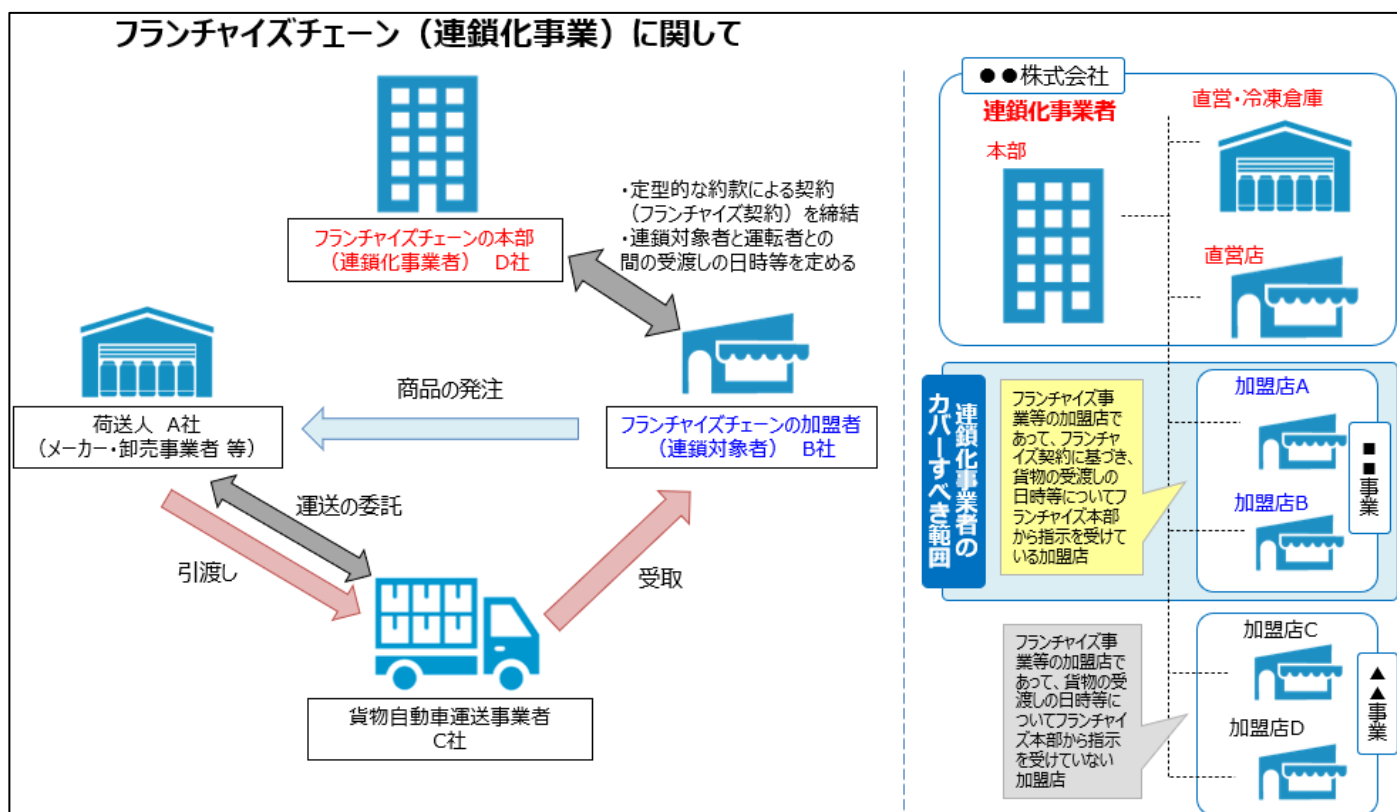 フランチャイズチェーン（連鎖化事業）に関して
フランチャイズチェーンの本部
（連鎖化事業者）　D社
・定型的な約款による契約
（フランチャイズ契約）を締結
・連鎖対象者と運転者との
間の受渡しの日時等を定める
商品の発注
荷送人　A社
（メーカー・卸売事業者 等）
フランチャイズチェーンの加盟者
（連鎖対象者）　B社
運送の委託
引渡し
受取
貨物自動車運送事業者
C社
●●株式会社
連鎖化事業者
本部
直営・冷凍倉庫
直営店
連鎖化事業者の
カバーすべき範囲
フランチャイズ事
業等の加盟店で
あって、フランチャ
イズ契約に基づき、
貨物の受渡しの
日時等についてフ
ランチャイズ本部
から指示を受けて
いる加盟店
加盟店A
加盟店B
■■事業
フランチャイズ事
業等の加盟店で
あって、貨物の受
渡しの日時等に
ついてフランチャイ
ズ本部から指示
を受けていない
加盟店
加盟店C
加盟店D
▲▲事業